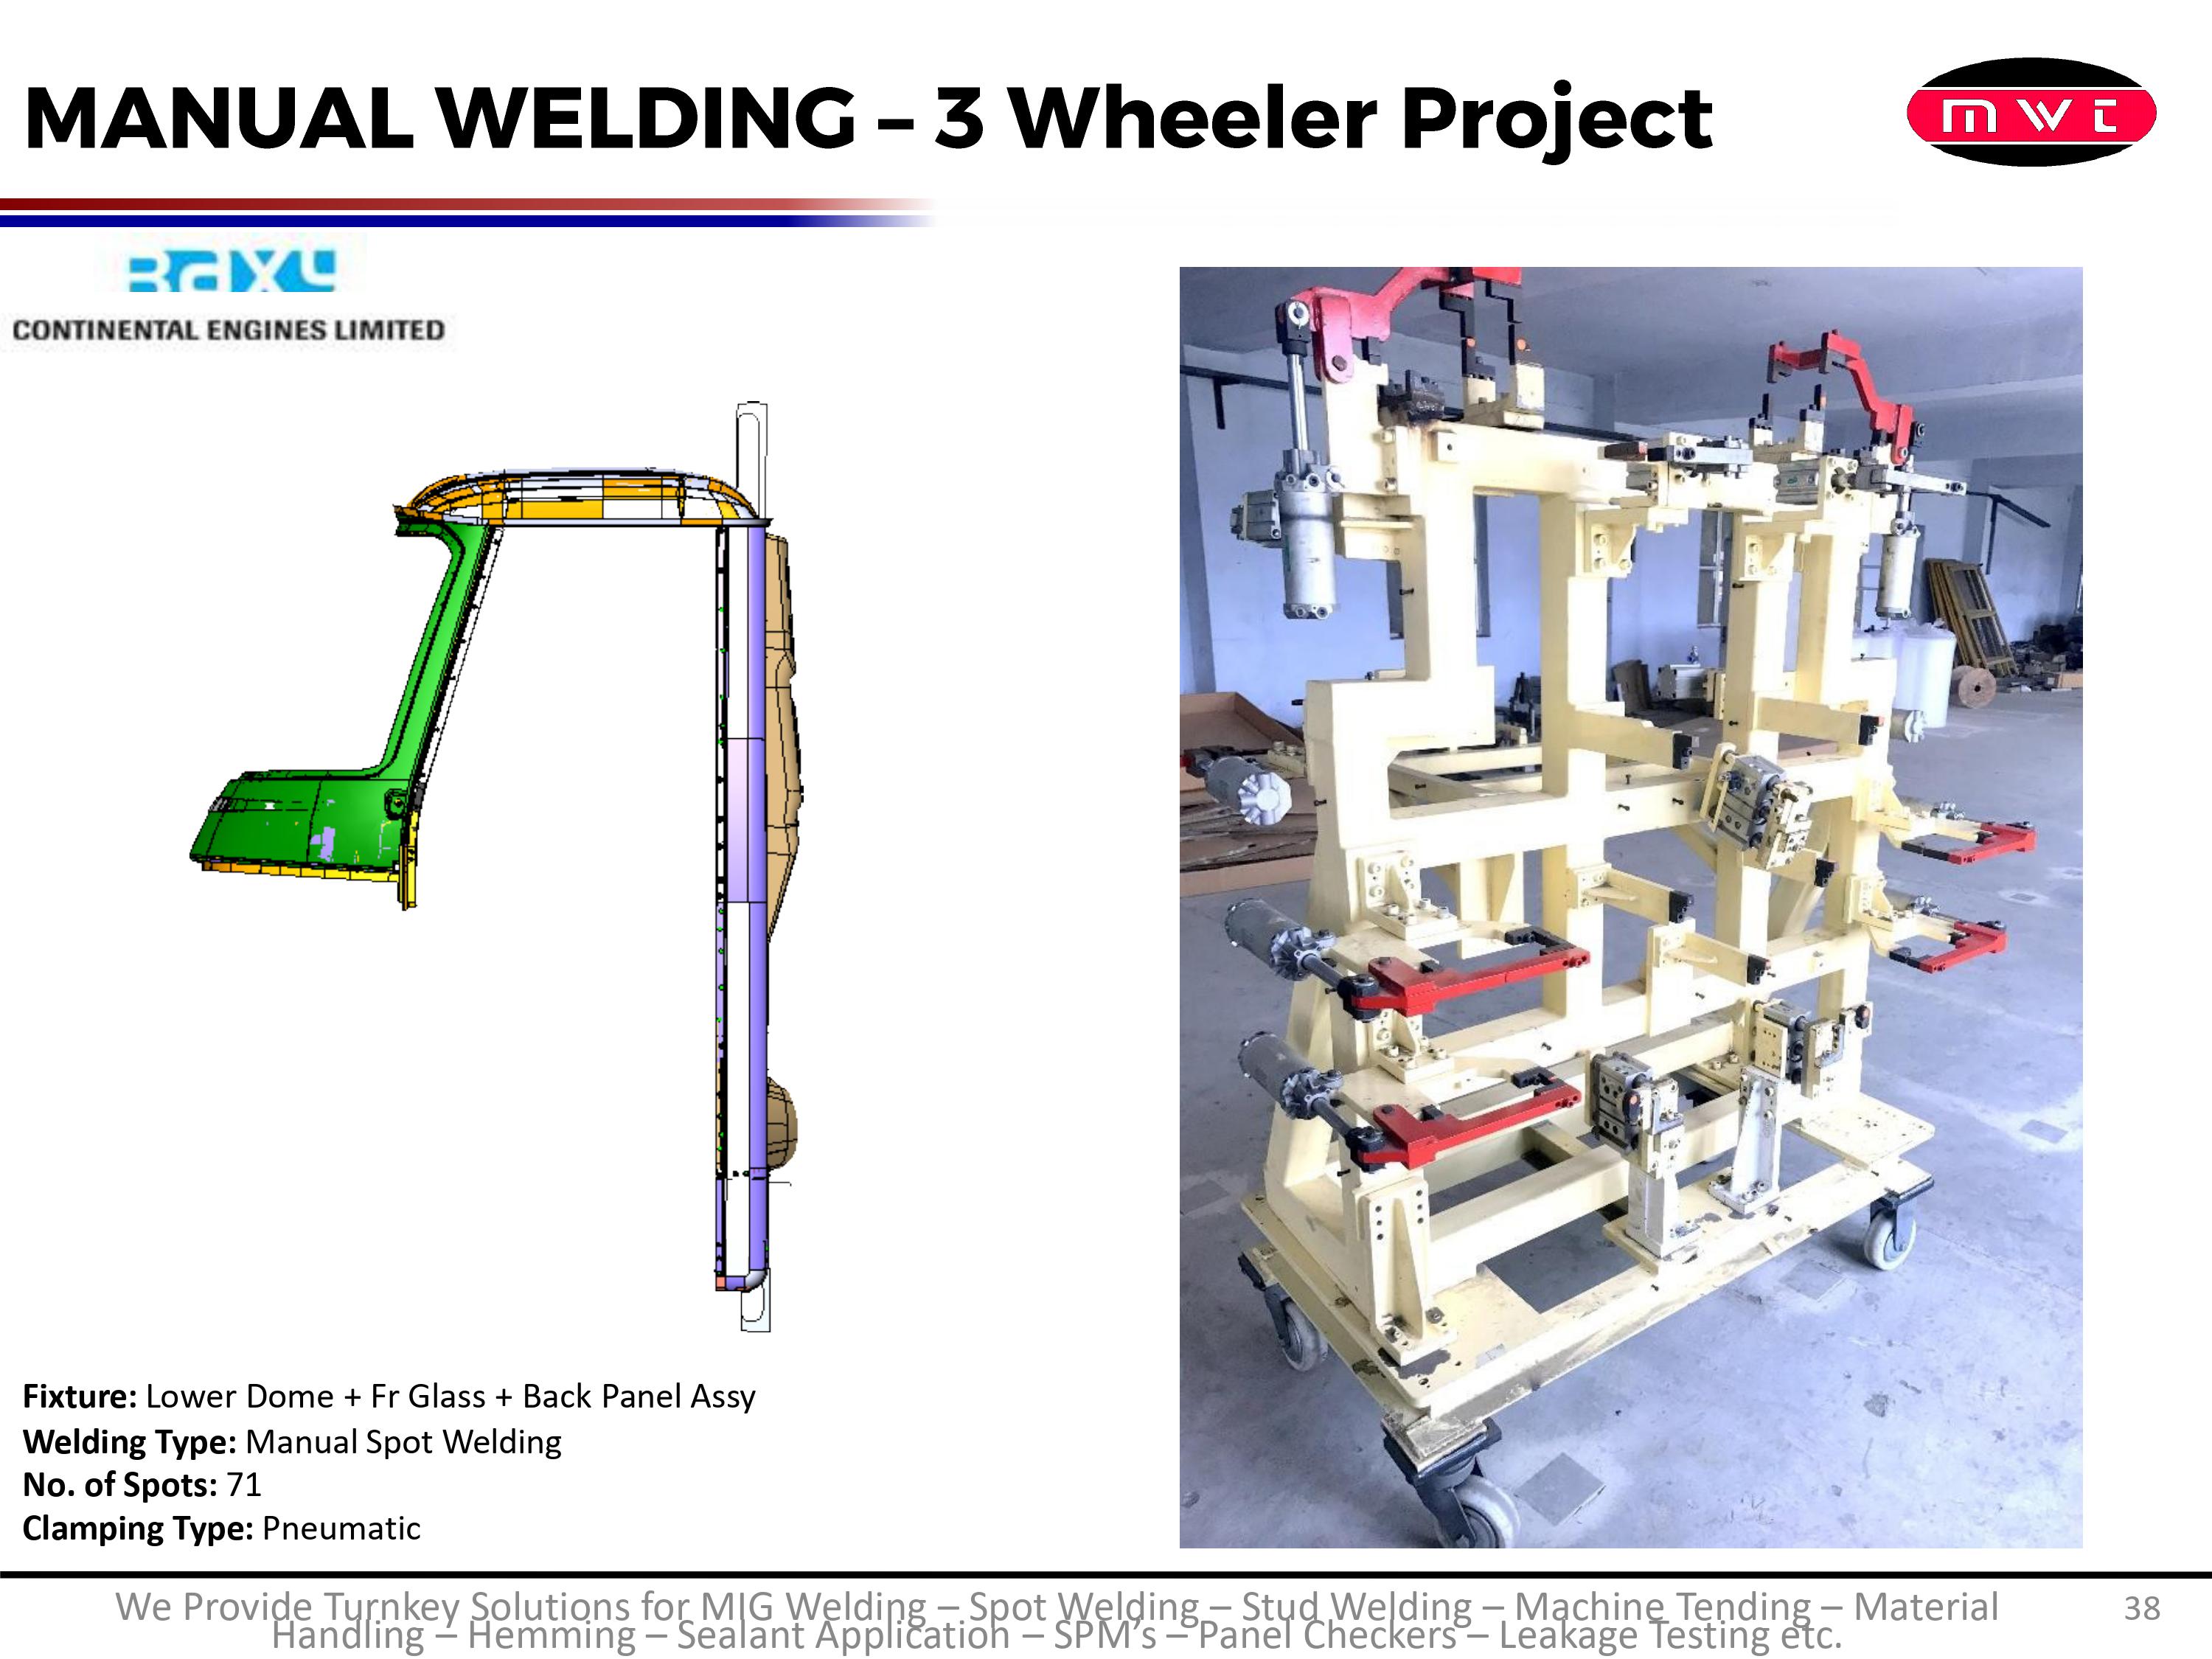 MANUAL WELDING – 3 Wheeler Project
mwt
Baxy
CONTINENTAL ENGINES LIMITED
Fixture: Lower Dome + Fr Glass + Back Panel Assy
Welding Type: Manual Spot Welding
No. of Spots: 71
Clamping Type: Pneumatic
We Provide Turnkey Solutions for MIG Welding – Spot Welding – Stud Welding – Machine Tending – Material
Handling – Hemming – Sealant Application – SPM's – Panel Checkers – Leakage Testing etc.
38